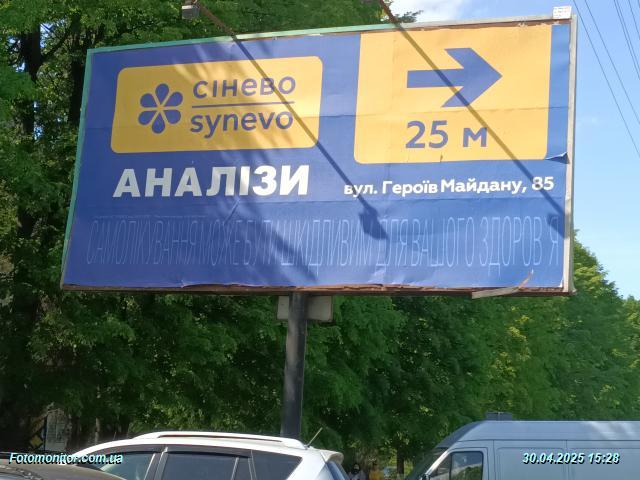 сінево
synevo
25 м
АНАЛІЗИ
вул. Героїв Майдану, 85
САМОЛІКУВАННЯ МОЖЕ БУТИ ШКІДЛИВИМ ДЛЯ ВАШОГО ЗДОРОВ'Я
Fotomonitor.com.ua
30.04.2025 15:28